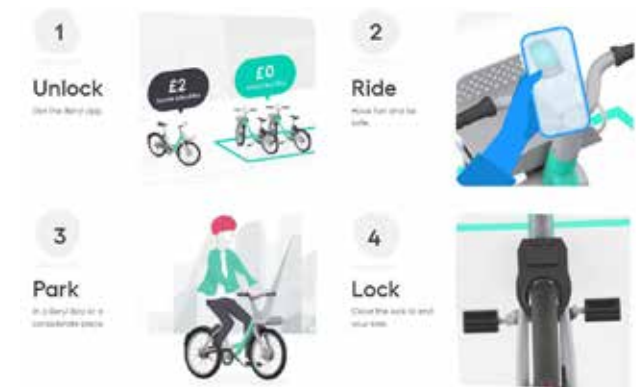 1
Unlock
Get the Beryl app.
£2
£0
2
Ride
Have fun and be
safe.
3
Park
In a Beryl Bay or a
considerate place.
4
Lock
Close the lock to end
your ride.